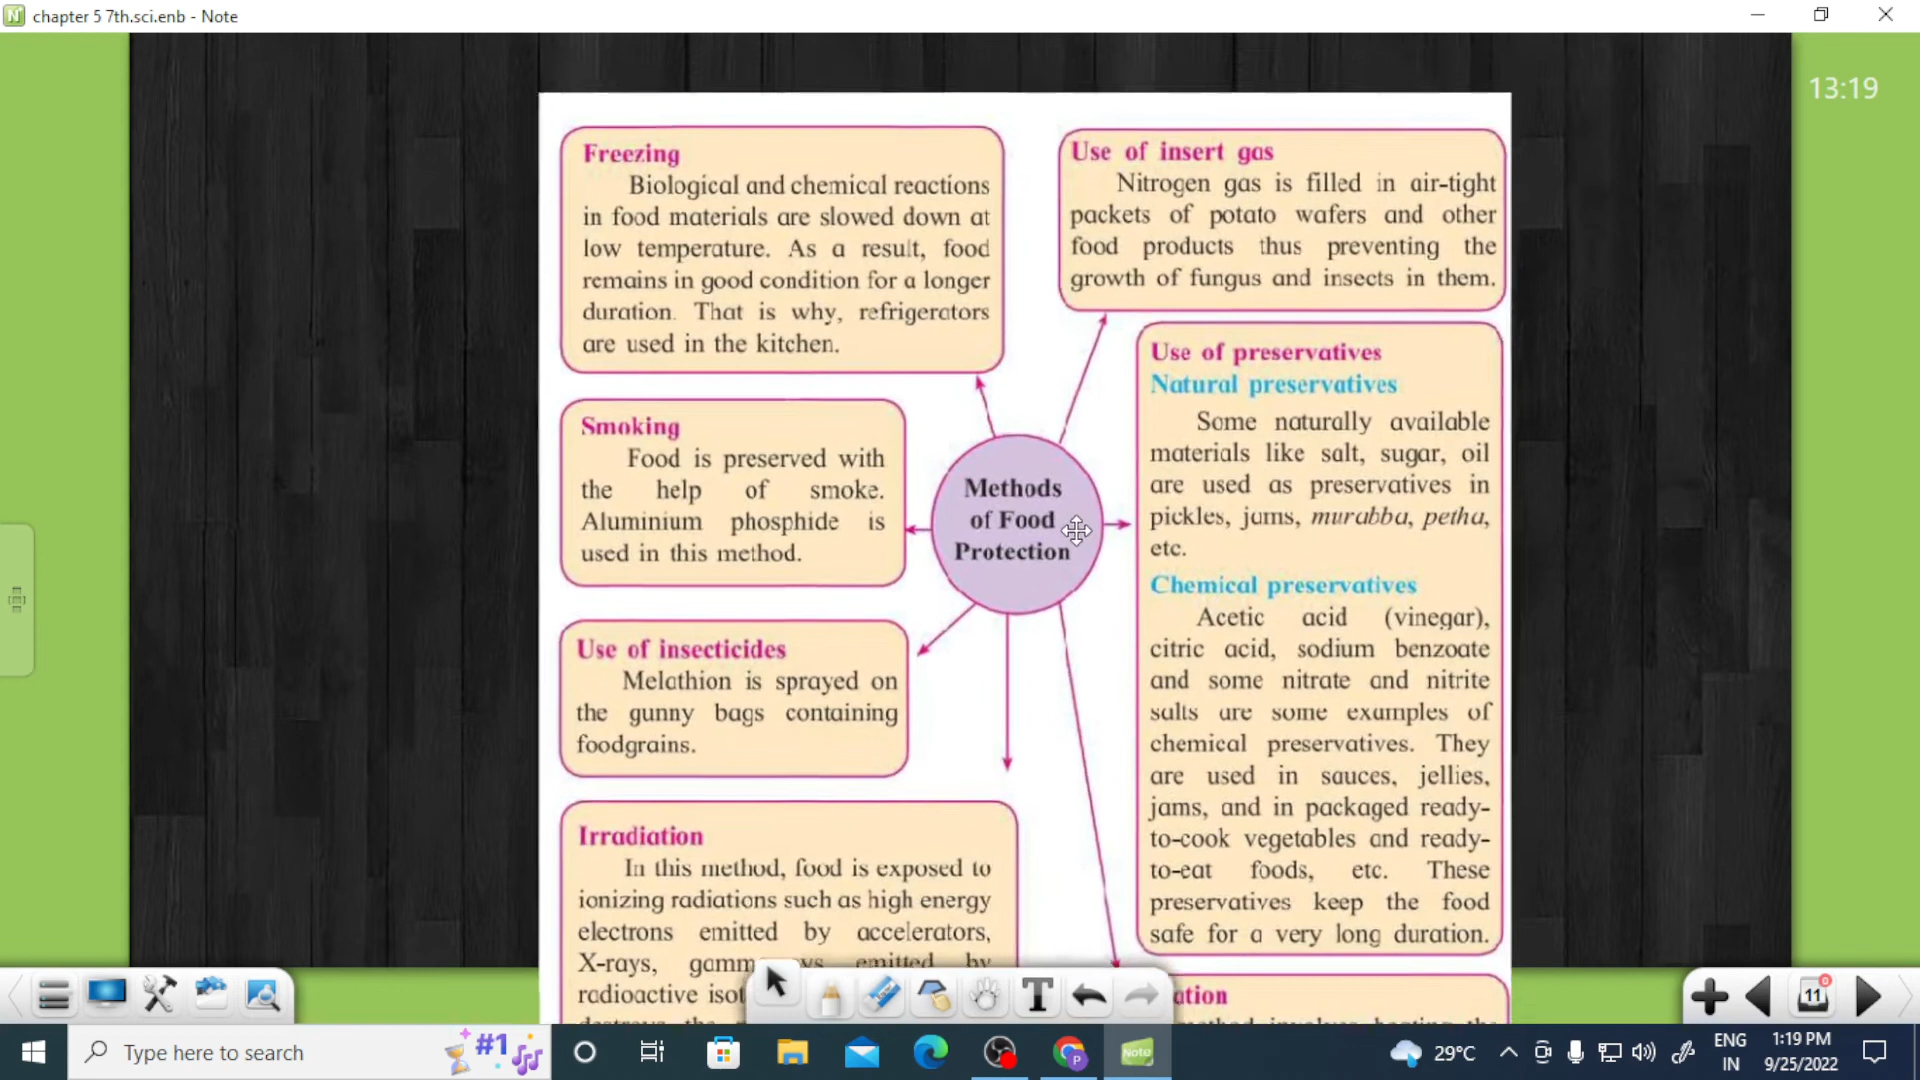 chapter 5 7th.sci.enb - Note
13:19
Freezing
Biological and chemical reactions
in food materials are slowed down at
low temperature. As a result, food
remains in good condition for a longer
duration. That is why, refrigerators
are used in the kitchen.
Use of insert gas
Nitrogen gas is filled in air-tight
packets of potato wafers and other
food products thus preventing the
growth of fungus and insects in them.
Smoking
Food is preserved with
the help of smoke.
Aluminium phosphide is
used in this method.
Methods
of Food
Protection
Use of preservatives
Natural preservatives
Some naturally available
materials like salt, sugar, oil
are used as preservatives in
pickles, jams, murabba, petha,
etc.
Chemical preservatives
Acetic acid (vinegar),
citric acid, sodium benzoate
and some nitrate and nitrite
salts are some examples of
chemical preservatives. They
are used in sauces, jellies,
jams, and in packaged ready-
to-cook vegetables and ready-
to-eat foods, etc. These
preservatives keep the food
safe for a very long duration.
Use of insecticides
Melathion is sprayed on
the gunny bags containing
foodgrains.
Irradiation
In this method, food is exposed to
ionizing radiations such as high energy
electrons emitted by accelerators,
X-rays, emitted by
radioactive
ation
T
11
0
Type here to search
#1
Note
29°C
ENG
IN
1:19 PM
9/25/2022